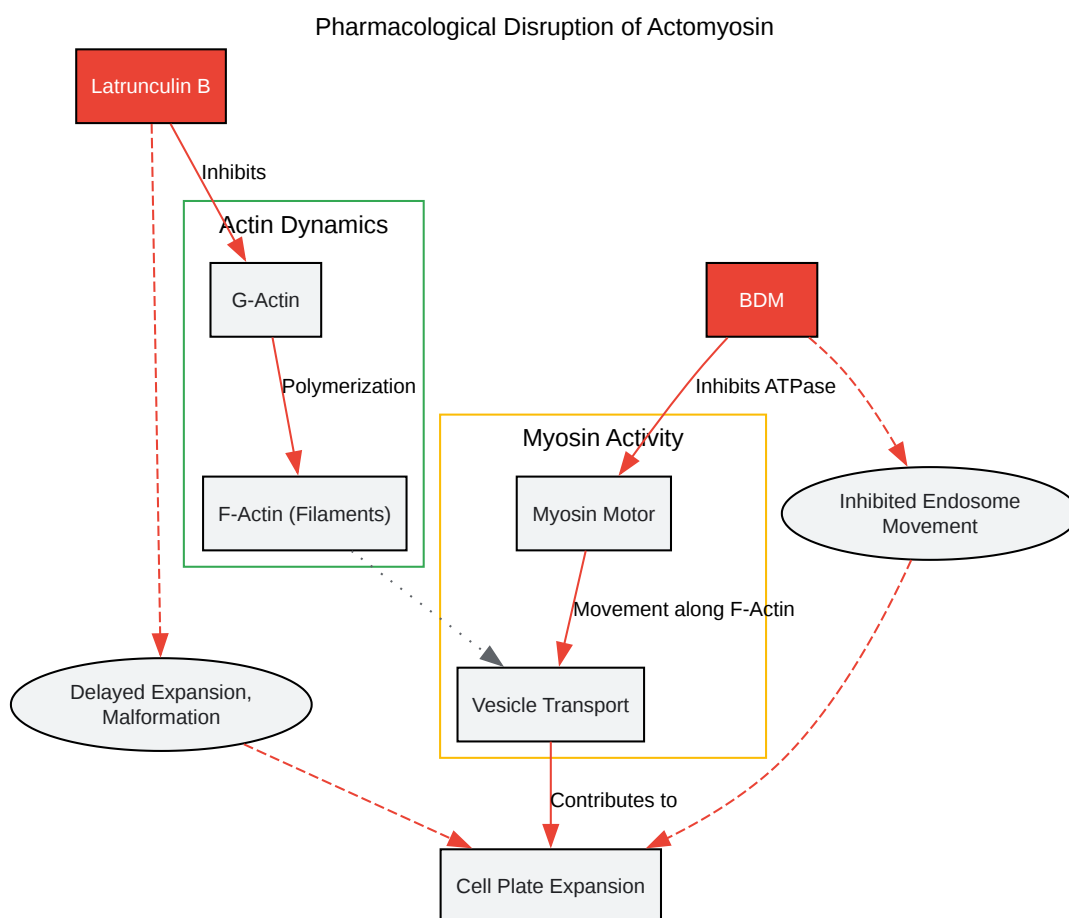 Pharmacological Disruption of Actomyosin
Latrunculin B
Inhibits
Actin Dynamics
G-Actin
BDM
Polymerization
Inhibits ATPase
Myosin Activity
F-Actin (Filaments)
Myosin Motor
Inhibited Endosome
Movement
Movement along F-Actin
Delayed Expansion,
Malformation
Vesicle Transport
Contributes to
Cell Plate Expansion